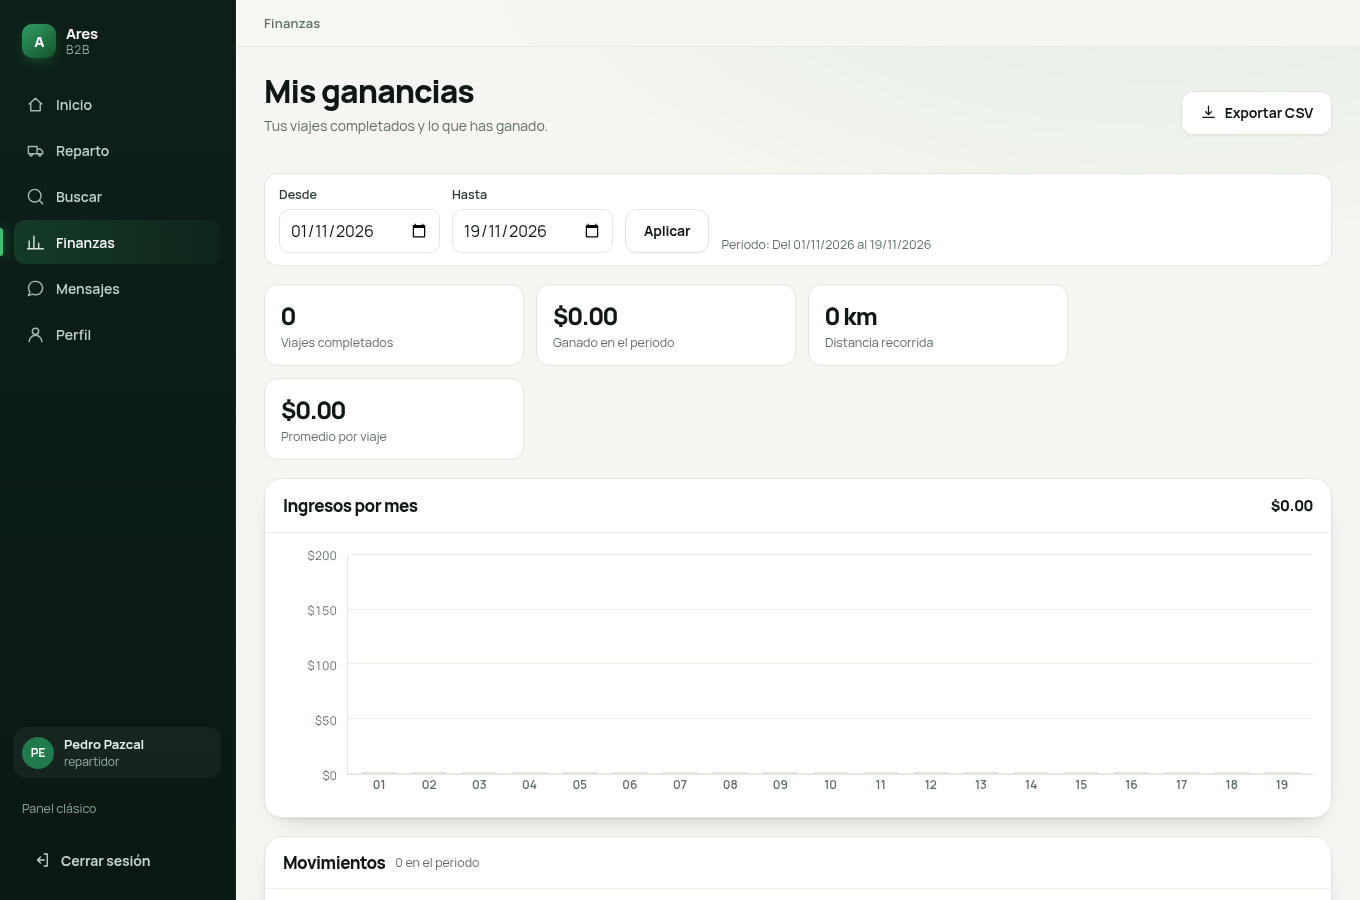 A
Ares
B2B
Inicio
Reparto
Buscar
Finanzas
Mensajes
Perfil
PE
Pedro Pazcal
repartidor
Panel clásico
Cerrar sesión
Finanzas
Mis ganancias
Tus viajes completados y lo que has ganado.
Exportar CSV
Desde
Hasta
01/11/2026
19/11/2026
Aplicar
Periodo: Del 01/11/2026 al 19/11/2026
0
Viajes completados
$0.00
Ganado en el periodo
0 km
Distancia recorrida
$0.00
Promedio por viaje
Ingresos por mes
$0.00
$200
$150
$100
$50
$0
01 02 03 04 05 06 07 08 09 10 11 12 13 14 15 16 17 18 19
Movimientos 0 en el periodo